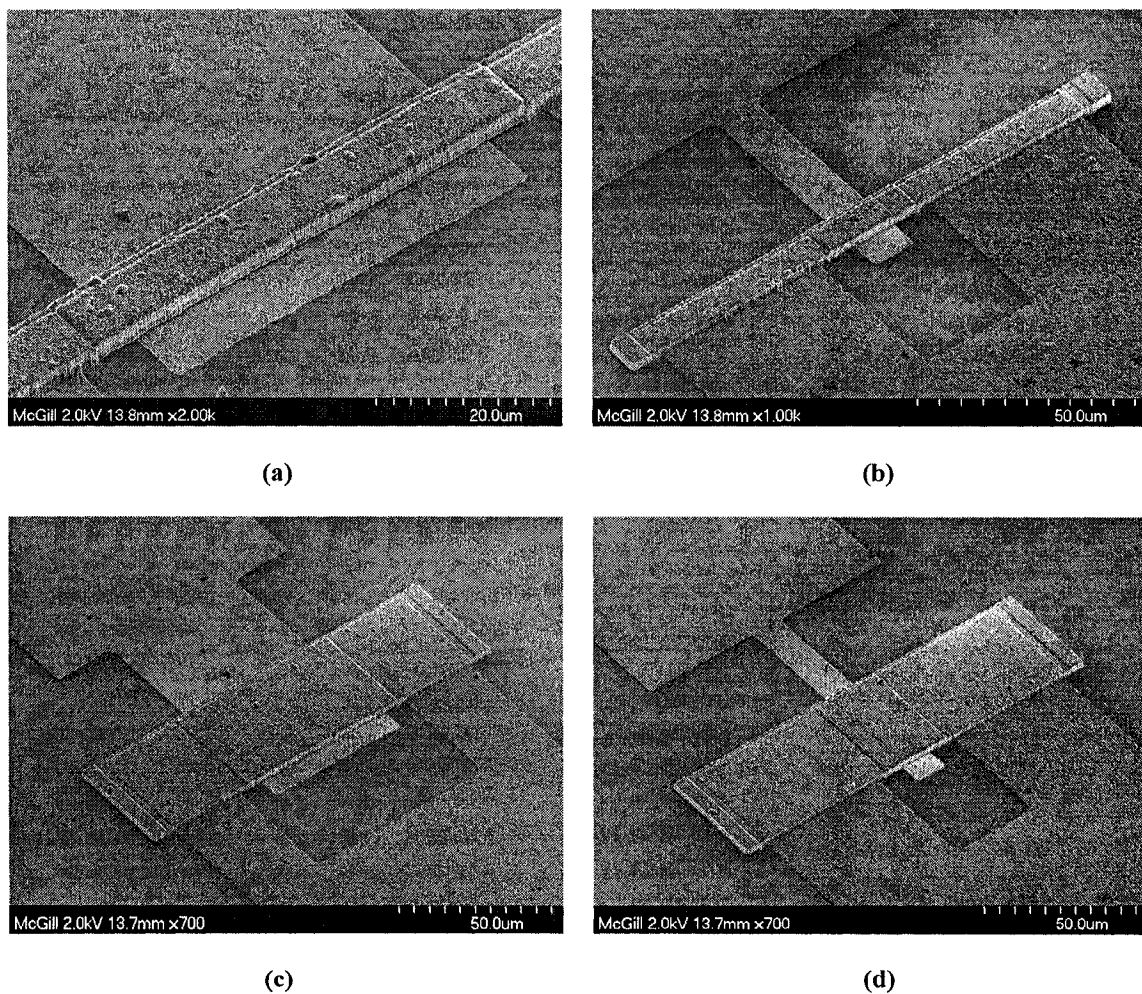 McGill 2.0kV 13.8mm x2.00k 20.0um
McGill 2.0kV 13.8mm x1.00k 50.0um
(a)
(b)
McGill 2.0kV 13.7mm x700 50.0um
McGill 2.0kV 13.7mm x700 50.0um
(c)
(d)